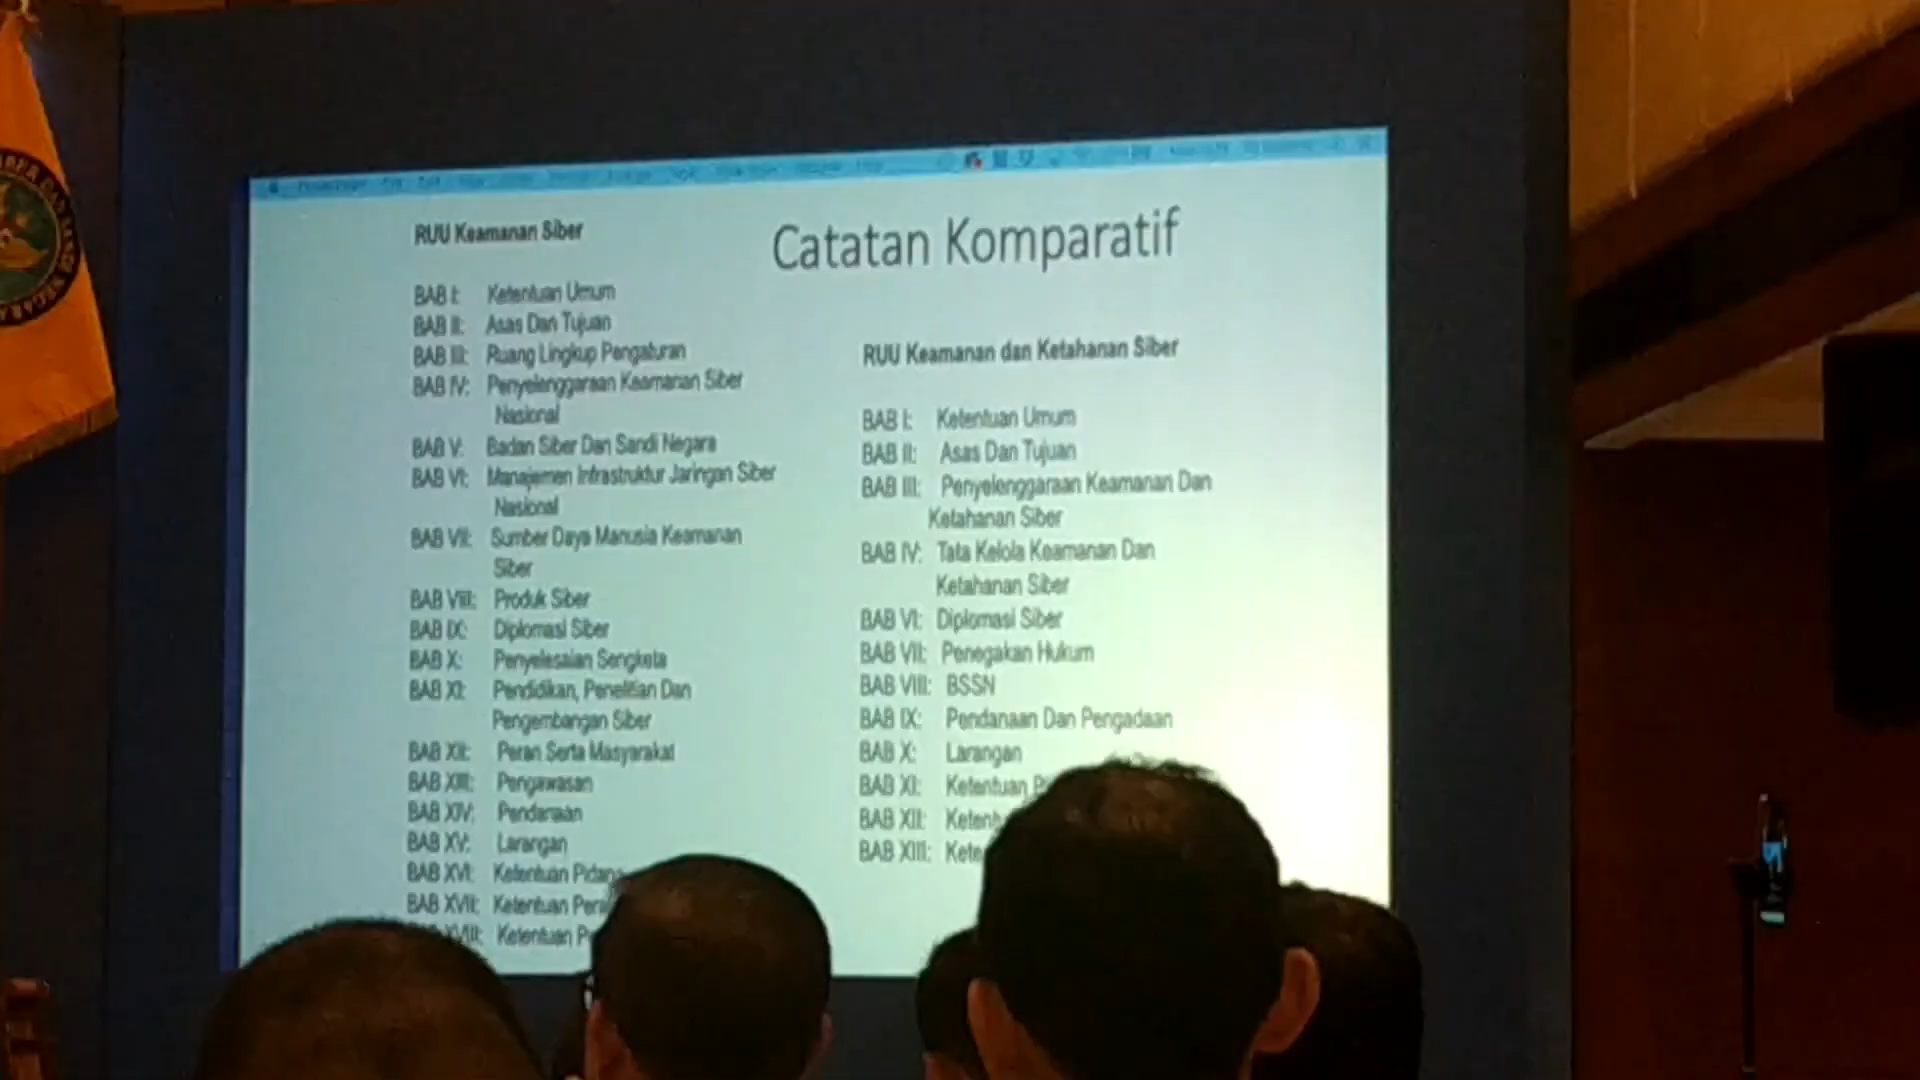 Catatan Komparatif
RUU Keamanan Siber
BAB I: Ketentuan Umum
BAB II: Asas Dan Tujuan
BAB III: Ruang Lingkup Pengaturan
BAB IV: Penyelenggaraan Keamanan Siber
Nasional
BAB V: Badan Siber Dan Sandi Negara
BAB VI: Manajemen Infrastruktur Jaringan Siber
Nasional
BAB VII: Sumber Daya Manusia Keamanan
Siber
BAB VIII: Produk Siber
BAB IX: Diplomasi Siber
BAB X: Penyelesaian Sengketa
BAB XI: Pendidikan, Penelitian Dan
Pengembangan Siber
BAB XII: Peran Serta Masyarakat
BAB XIII: Pengawasan
BAB XIV: Pendanaan
BAB XV: Larangan
BAB XVI: Ketentuan Pidana
BAB XVII: Ketentuan
XVIII: Ketentuan
RUU Keamanan dan Ketahanan Siber
BAB I: Ketentuan Umum
BAB II: Asas Dan Tujuan
BAB III: Penyelenggaraan Keamanan Dan
Ketahanan Siber
BAB IV: Tata Kelola Keamanan Dan
Ketahanan Siber
BAB VI: Diplomasi Siber
BAB VII: Penegakan Hukum
BAB VIII: BSSN
BAB IX: Pendanaan Dan Pengadaan
BAB X: Larangan
BAB XI: Ketentuan
BAB XII:
BAB XIII: